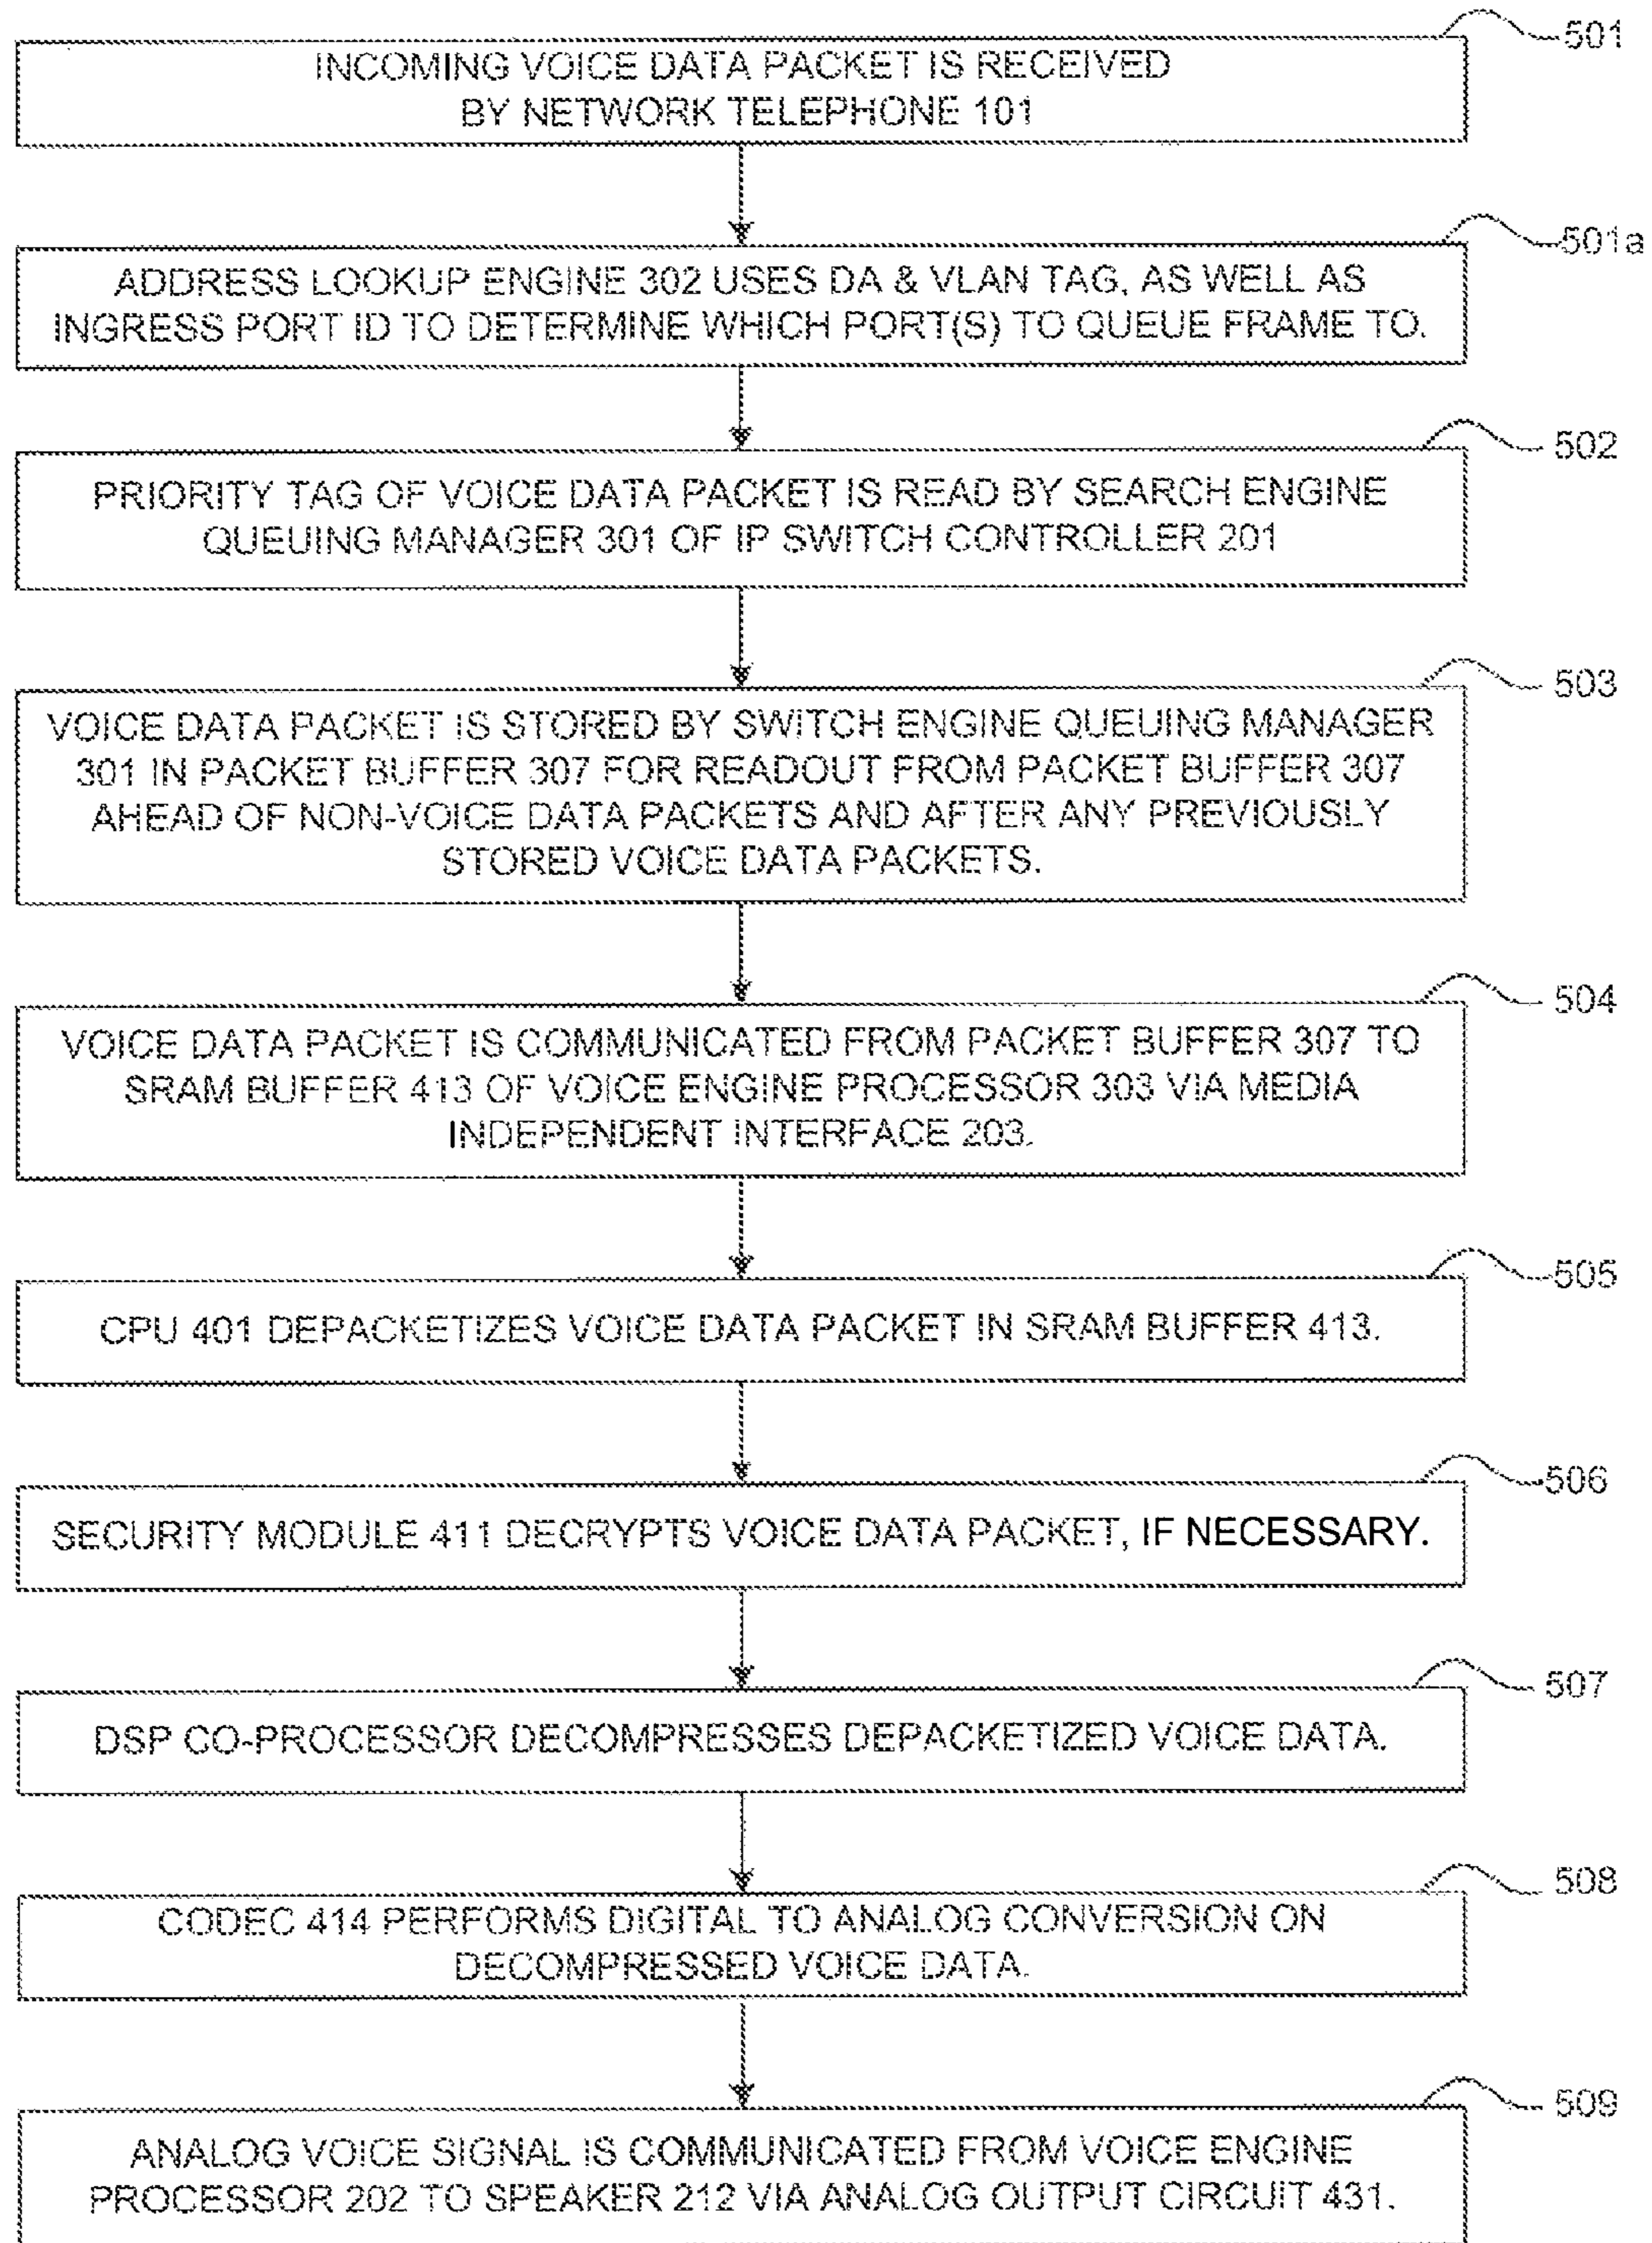 501
INCOMING VOICE DATA PACKET IS RECEIVED
BY NETWORK TELEPHONE 101
501a
ADDRESS LOOKUP ENGINE 302 USES DA & VLAN TAG, AS WELL AS
INGRESS PORT ID TO DETERMINE WHICH PORT(S) TO QUEUE FRAME TO.
502
PRIORITY TAG OF VOICE DATA PACKET IS READ BY SEARCH ENGINE
QUEUING MANAGER 301 OF IP SWITCH CONTROLLER 201
503
VOICE DATA PACKET IS STORED BY SWITCH ENGINE QUEUING MANAGER
301 IN PACKET BUFFER 307 FOR READOUT FROM PACKET BUFFER 307
AHEAD OF NON-VOICE DATA PACKETS AND AFTER ANY PREVIOUSLY
STORED VOICE DATA PACKETS.
504
VOICE DATA PACKET IS COMMUNICATED FROM PACKET BUFFER 307 TO
SRAM BUFFER 413 OF VOICE ENGINE PROCESSOR 303 VIA MEDIA
INDEPENDENT INTERFACE 203.
505
CPU 401 DEPACKETIZES VOICE DATA PACKET IN SRAM BUFFER 413.
506
SECURITY MODULE 411 DECRYPTS VOICE DATA PACKET, IF NECESSARY.
507
DSP CO-PROCESSOR DECOMPRESSES DEPACKETIZED VOICE DATA.
508
CODEC 414 PERFORMS DIGITAL TO ANALOG CONVERSION ON
DECOMPRESSED VOICE DATA.
509
ANALOG VOICE SIGNAL IS COMMUNICATED FROM VOICE ENGINE
PROCESSOR 202 TO SPEAKER 212 VIA ANALOG OUTPUT CIRCUIT 431.